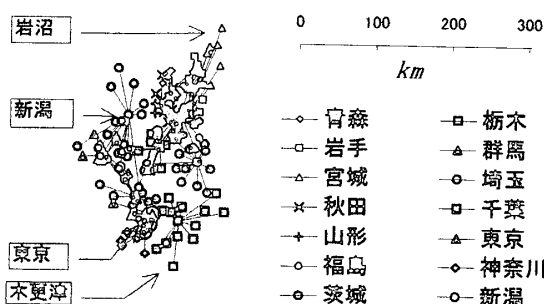 岩沼
新潟
東京
木更津
0 100 200 300
km
青森
岩手
宮城
秋田
山形
福島
茨城
栃木
群馬
埼玉
千葉
東京
神奈川
新潟